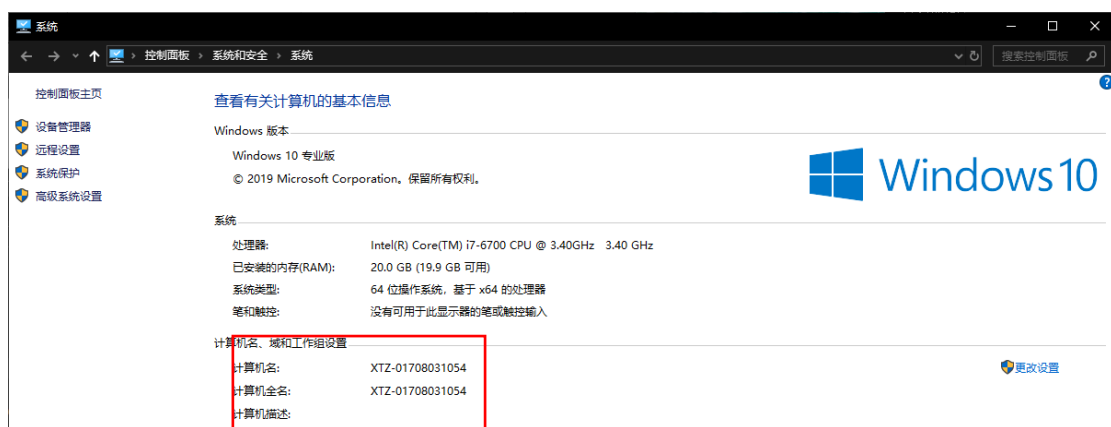 系统
控制面板 › 系统和安全 › 系统
搜索控制面板
控制面板主页
设备管理器
远程设置
系统保护
高级系统设置
查看有关计算机的基本信息
Windows 版本
Windows 10 专业版
© 2019 Microsoft Corporation。保留所有权利。
Windows 10
系统
处理器: Intel(R) Core(TM) i7-6700 CPU @ 3.40GHz 3.40 GHz
已安装的内存(RAM): 20.0 GB (19.9 GB 可用)
系统类型: 64 位操作系统, 基于 x64 的处理器
笔和触控: 没有可用于此显示器的笔或触控输入
计算机名、域和工作组设置
计算机名: XTZ-01708031054
更改设置
计算机全名: XTZ-01708031054
计算机描述: